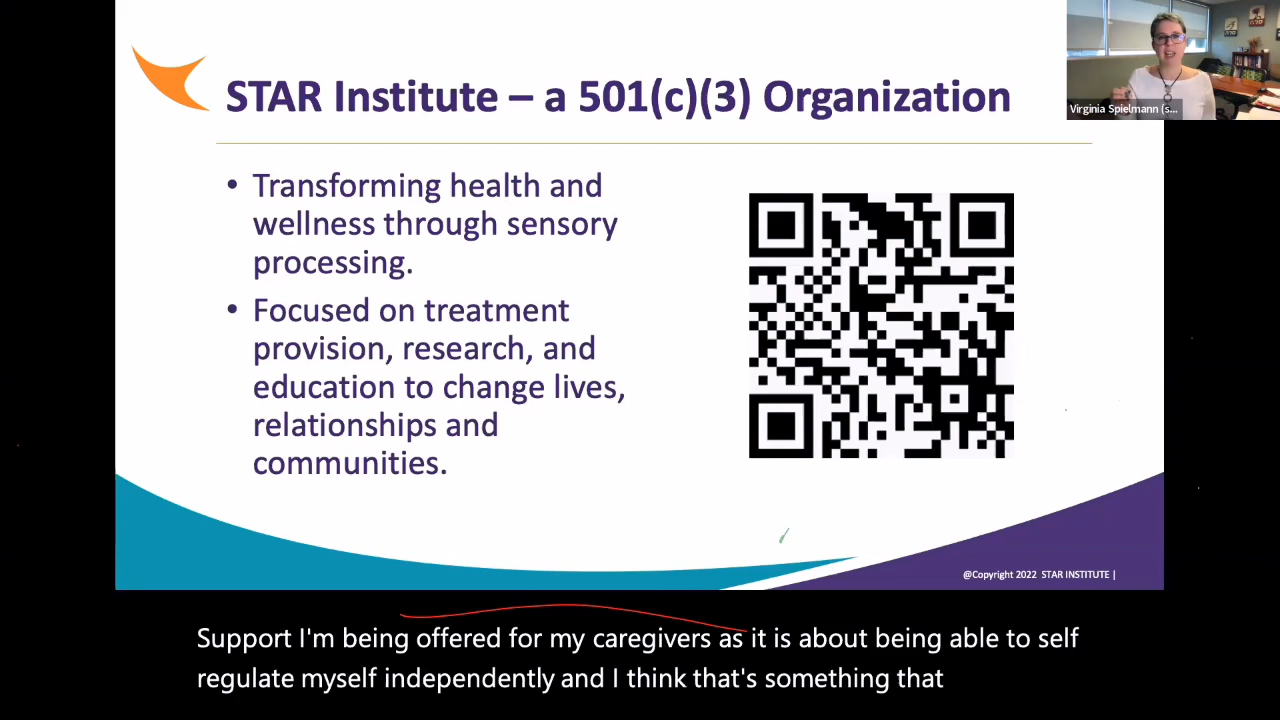 STAR Institute – a 501(c)(3) Organization
Virginia Spielmann (s...
• Transforming health and
wellness through sensory
processing.
• Focused on treatment
provision, research, and
education to change lives,
relationships and
communities.
@Copyright 2022 STAR INSTITUTE |
Support I'm being offered for my caregivers as it is about being able to self
regulate myself independently and I think that's something that